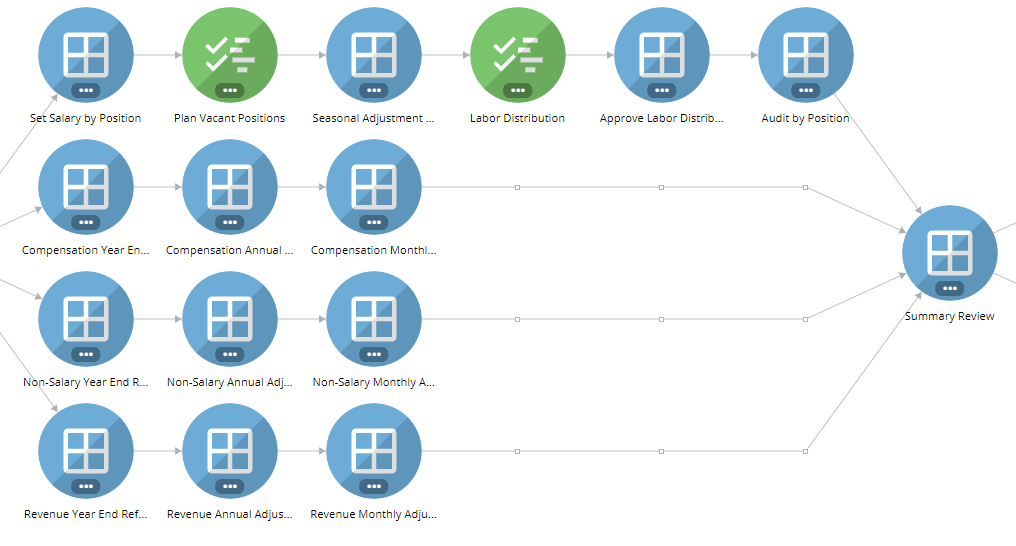 Set Salary by Position
Plan Vacant Positions
Seasonal Adjustment ...
Labor Distribution
Approve Labor Distrib...
Audit by Position
Compensation Year En...
Compensation Annual ...
Compensation Monthl...
Summary Review
Non-Salary Year End R...
Non-Salary Annual Adj...
Non-Salary Monthly A...
Revenue Year End Ref...
Revenue Annual Adjus...
Revenue Monthly Adju...